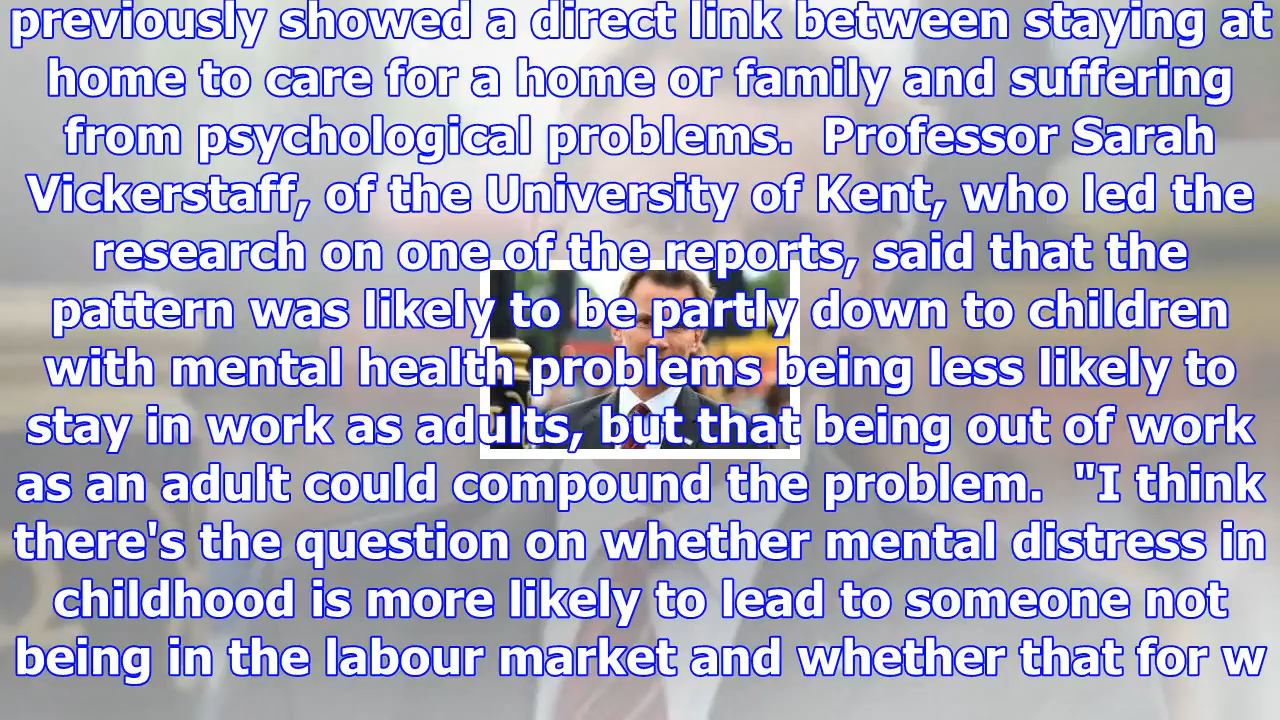 previously showed a direct link between staying at
home to care for a home or family and suffering
from psychological problems.  Professor Sarah
Vickerstaff, of the University of Kent, who led the
research on one of the reports, said that the
pattern was likely to be partly down to children
with mental health problems being less likely to
stay in work as adults, but that being out of work
as an adult could compound the problem.  "I think
there's the question on whether mental distress in
childhood is more likely to lead to someone not
being in the labour market and whether that for w